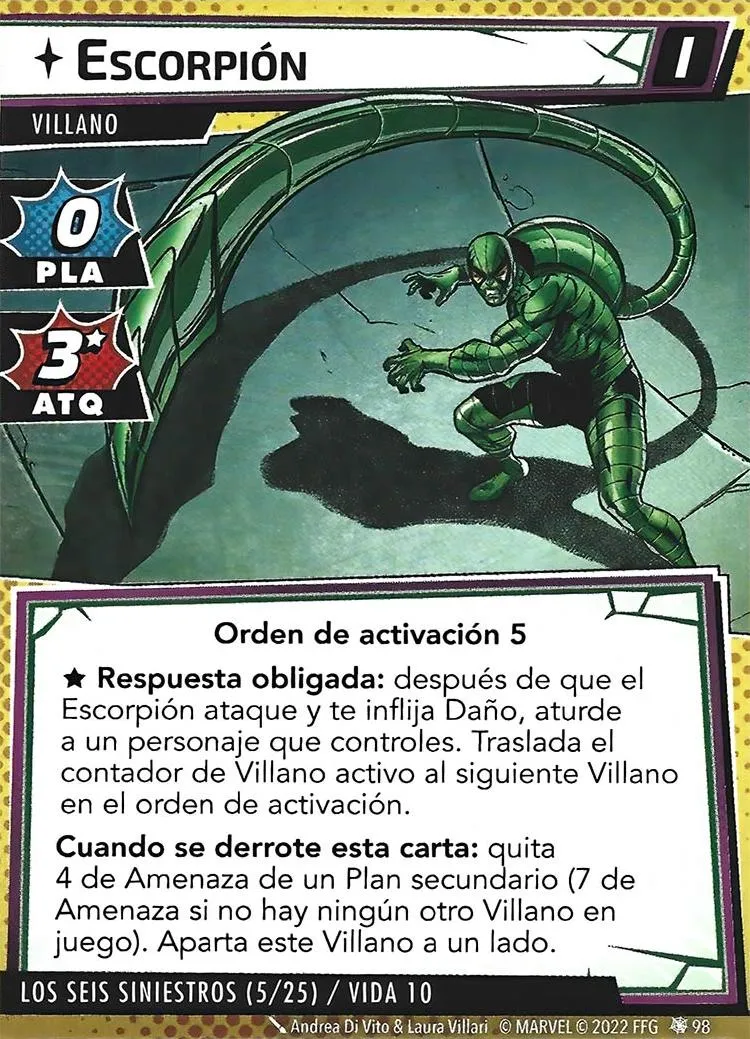 ESCORPIÓN
I
VILLANO
0
PLA
3★
ATQ
Orden de activación 5
★ Respuesta obligada: después de que el
Escorpión ataque y te inflija Daño, aturde
a un personaje que controles. Traslada el
contador de Villano activo al siguiente Villano
en el orden de activación.
Cuando se derrote esta carta: quita
4 de Amenaza de un Plan secundario (7 de
Amenaza si no hay ningún otro Villano en
juego). Aparta este Villano a un lado.
LOS SEIS SINIESTROS (5/25) / VIDA 10
Andrea Di Vito & Laura Villari © MARVEL © 2022 FFG 98